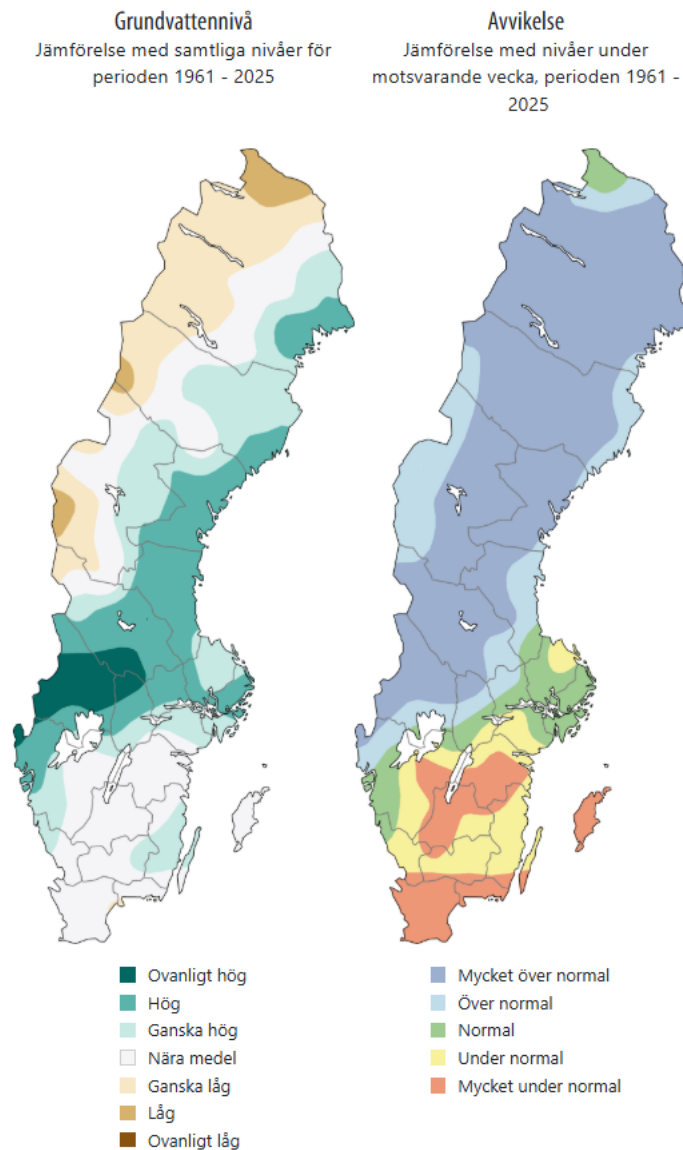 Grundvattennivå
Jämförelse med samtliga nivåer för
perioden 1961 - 2025
Avvikelse
Jämförelse med nivåer under
motsvarande vecka, perioden 1961 -
2025
Ovanligt hög
Hög
Ganska hög
Nära medel
Ganska låg
Låg
Ovanligt låg
Mycket över normal
Över normal
Normal
Under normal
Mycket under normal